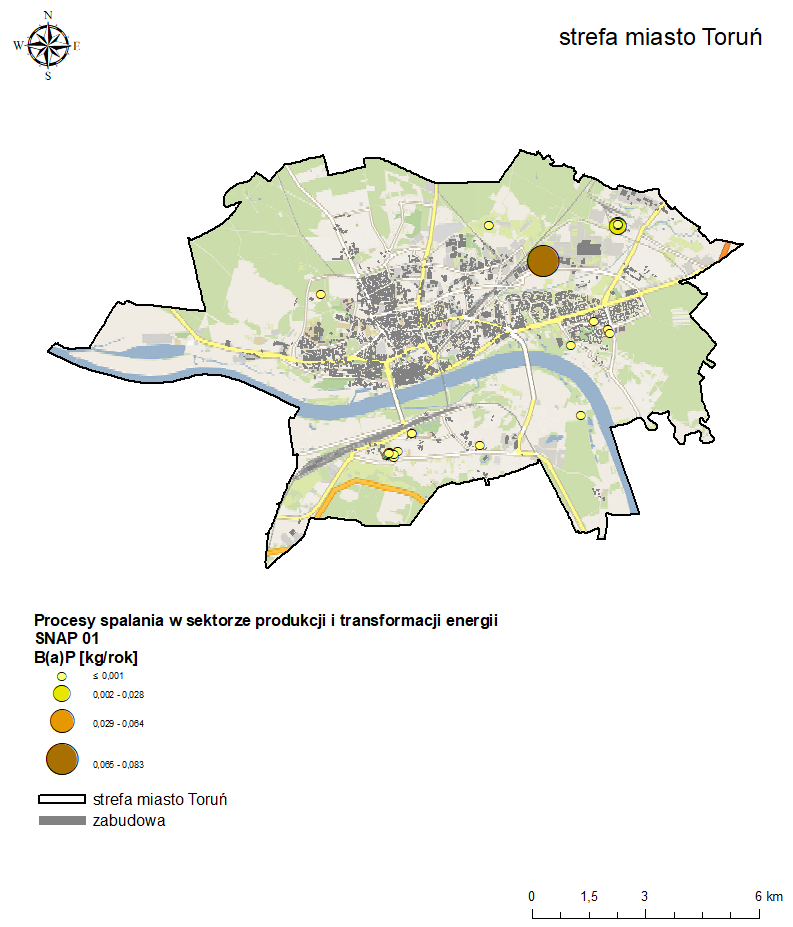 N
W E
S
strefa miasto Toruń
Procesy spalania w sektorze produkcji i transformacji energii
SNAP 01
B(a)P [kg/rok]
≤ 0,001
0,002 - 0,028
0,029 - 0,064
0,065 - 0,083
strefa miasto Toruń
zabudowa
0 1,5 3 6 km